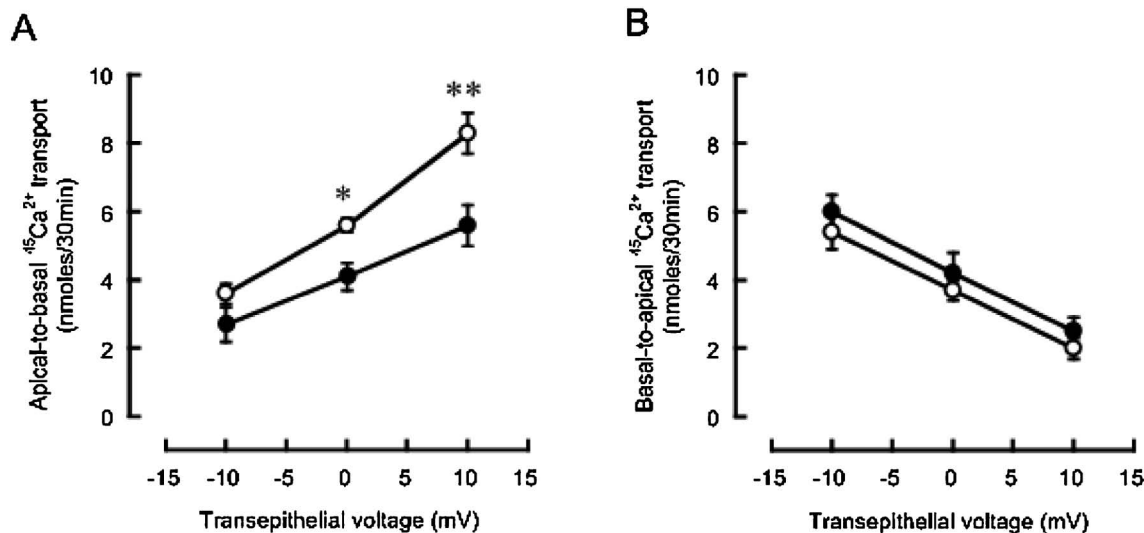 A
Apical-to-basal ⁴⁵Ca²⁺ transport
(nmoles/30min)
10
8
6
4
2
0
*
**
-15 -10 -5 0 5 10 15
Transepithelial voltage (mV)
B
Basal-to-apical ⁴⁵Ca²⁺ transport
(nmoles/30min)
10
8
6
4
2
0
-15 -10 -5 0 5 10 15
Transepithelial voltage (mV)